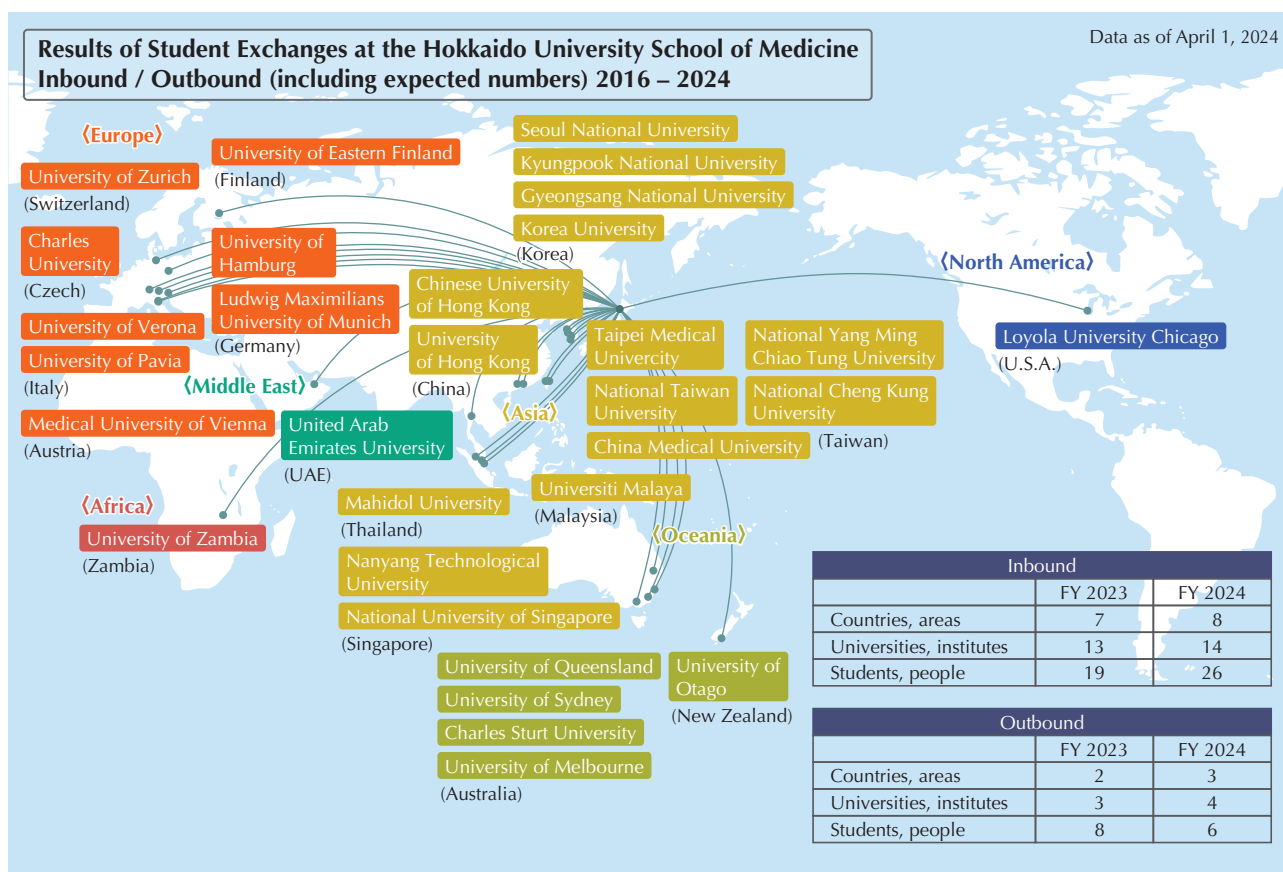 Results of Student Exchanges at the Hokkaido University School of Medicine
Inbound / Outbound (including expected numbers) 2016 – 2024
Data as of April 1, 2024
⟨Europe⟩
University of Zurich
(Switzerland)
University of Eastern Finland
(Finland)
Charles
University
(Czech)
University of
Hamburg
Ludwig Maximilians
University of Munich
(Germany)
University of Verona
University of Pavia
(Italy)
Medical University of Vienna
(Austria)
⟨Middle East⟩
United Arab
Emirates University
(UAE)
⟨Africa⟩
University of Zambia
(Zambia)
Seoul National University
Kyungpook National University
Gyeongsang National University
Korea University
(Korea)
Chinese University
of Hong Kong
University
of Hong Kong
(China)
⟨Asia⟩
Taipei Medical
Univercity
National Taiwan
University
China Medical University
National Yang Ming
Chiao Tung University
National Cheng Kung
University
(Taiwan)
Mahidol University
(Thailand)
Universiti Malaya
(Malaysia)
Nanyang Technological
University
National University of Singapore
(Singapore)
⟨Oceania⟩
University of Queensland
University of Sydney
Charles Sturt University
University of Melbourne
(Australia)
University of
Otago
(New Zealand)
⟨North America⟩
Loyola University Chicago
(U.S.A.)
Inbound
FY 2023 FY 2024
Countries, areas 7 8
Universities, institutes 13 14
Students, people 19 26
Outbound
FY 2023 FY 2024
Countries, areas 2 3
Universities, institutes 3 4
Students, people 8 6